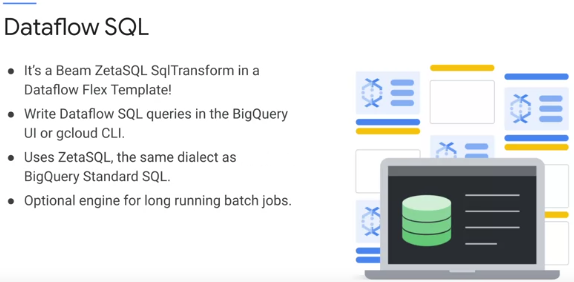 Dataflow SQL
● It's a Beam ZetaSQL SqlTransform in a
Dataflow Flex Template!
● Write Dataflow SQL queries in the BigQuery
UI or gcloud CLI.
● Uses ZetaSQL, the same dialect as
BigQuery Standard SQL.
● Optional engine for long running batch jobs.